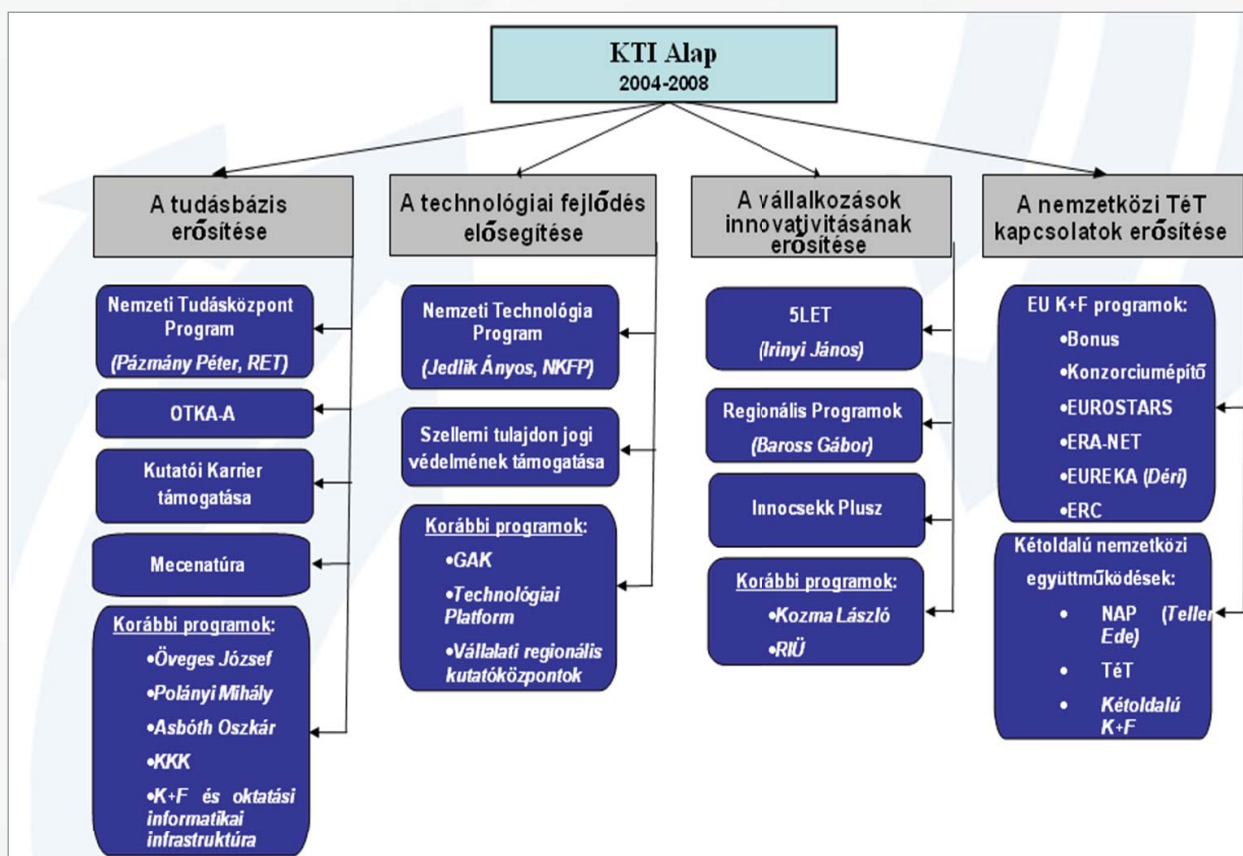 KTI Alap
2004-2008
A tudásbázis
erősítése
Nemzeti Tudásközpont
Program
(Pázmány Péter, RET)
OTKA-A
Kutatói Karrier
támogatása
Mecenatúra
Korábbi programok:
•Öveges József
•Polányi Mihály
•Asbóth Oszkár
•KKK
•K+F és oktatási
informatikai
infrastruktúra
A technológiai fejlődés
elősegítése
Nemzeti Technológia
Program
(Jedlik Ányos, NKFP)
Szellemi tulajdon jogi
védelmének támogatása
Korábbi programok:
•GAK
•Technológiai
Platform
•Vállalati regionális
kutatóközpontok
A vállalkozások
innovativitásának
erősítése
5LET
(Irinyi János)
Regionális Programok
(Baross Gábor)
Innocsekk Plusz
Korábbi programok:
•Kozma László
•RIÜ
A nemzetközi TéT
kapcsolatok erősítése
EU K+F programok:
•Bonus
•Konzorciumépítő
•EUROSTARS
•ERA-NET
•EUREKA (Déri)
•ERC
Kétoldalú nemzetközi
együttműködések:
• NAP (Teller
Ede)
• TéT
• Kétoldalú
K+F